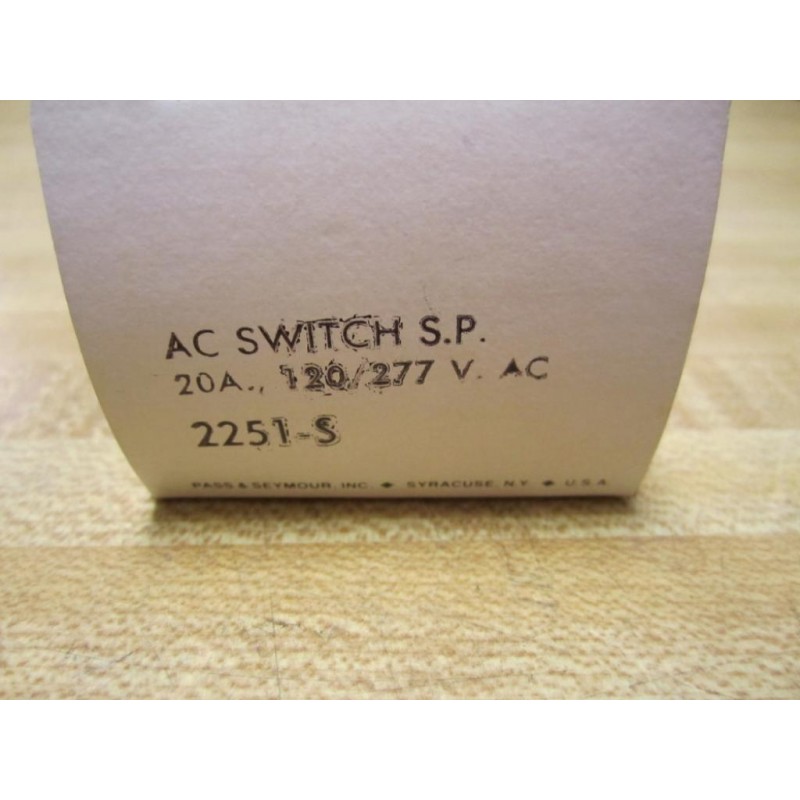 AC SWITCH S.P.
20A., 120/277 V. AC
2251-S
PASS & SEYMOUR, INC. ◆ SYRACUSE, N.Y. ◆ U.S.A.